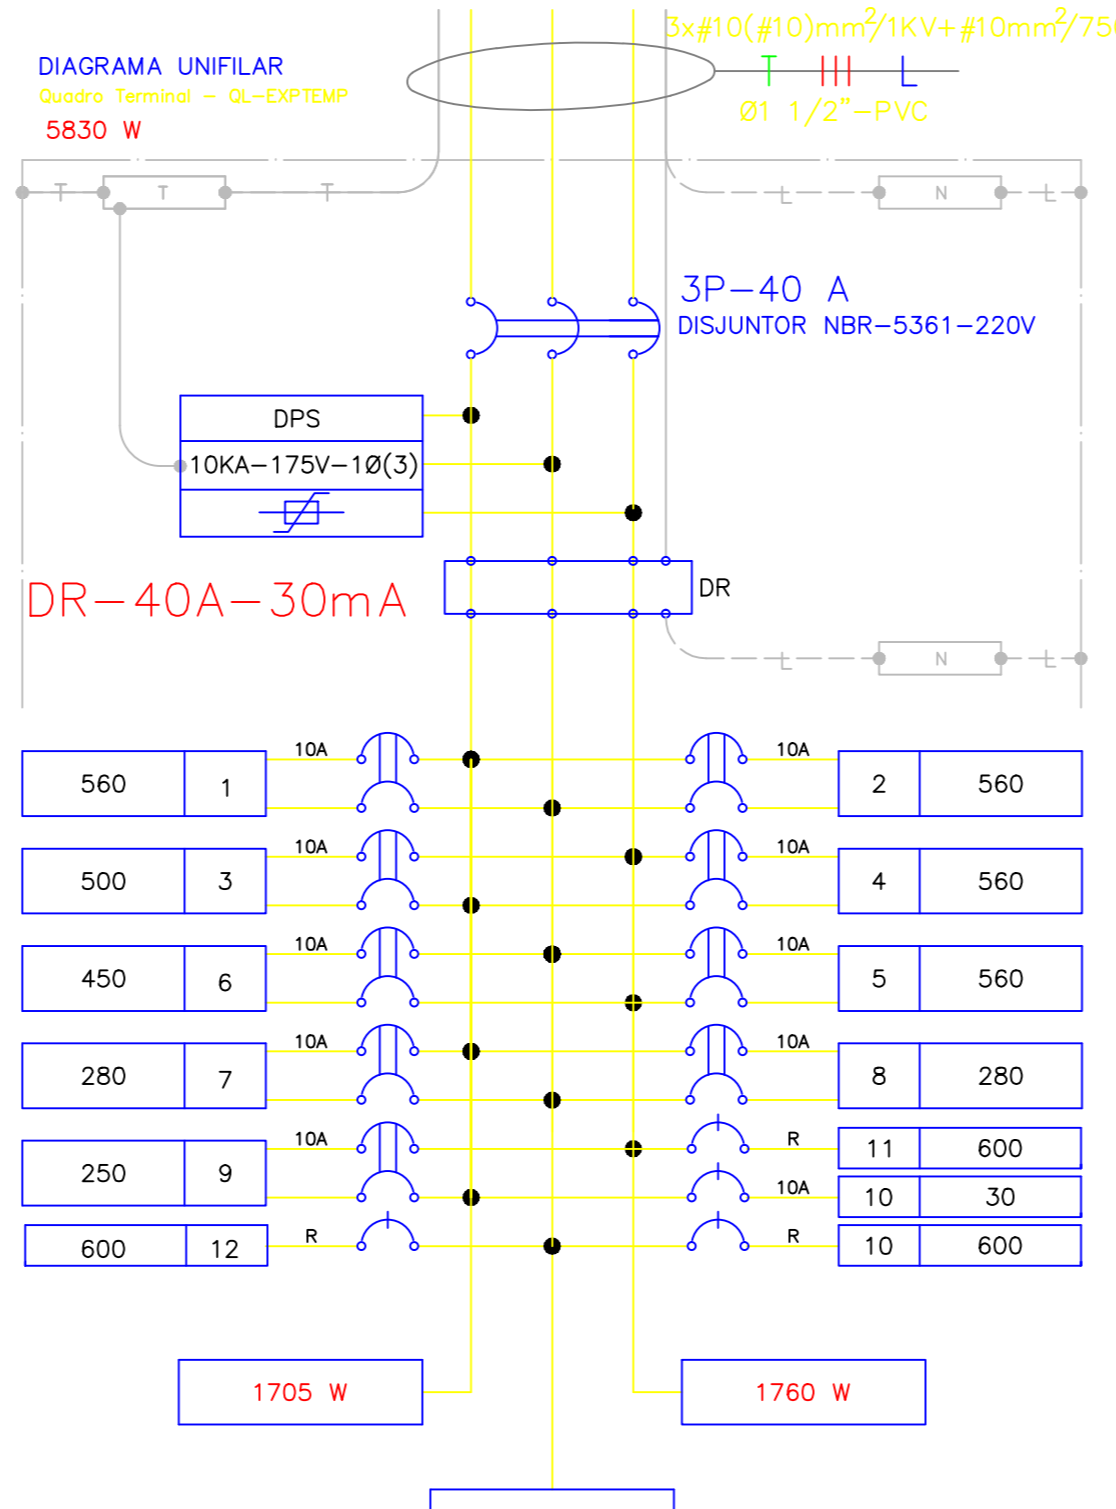 3x#10(#10)mm²/1KV+#10mm²/75
DIAGRAMA UNIFILAR
Quadro Terminal - QL-EXPTEMP
5830 W
T
L
Ø1 1/2"-PVC
T
T
T
L
N
L
3P-40 A
DISJUNTOR NBR-5361-220V
DPS
10KA-175V-1Ø(3)
DR-40A-30mA
DR
L
N
L
560 1 10A
10A 2 560
500 3 10A
10A 4 560
450 6 10A
10A 5 560
280 7 10A
10A 8 280
250 9 10A
R 11 600
10A 10 30
600 12 R
R 10 600
1705 W
1760 W